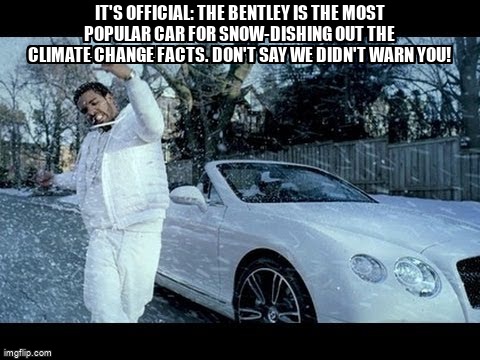 IT'S OFFICIAL: THE BENTLEY IS THE MOST
POPULAR CAR FOR SNOW-DISHING OUT THE
CLIMATE CHANGE FACTS. DON'T SAY WE DIDN'T WARN YOU!
imgflip.com